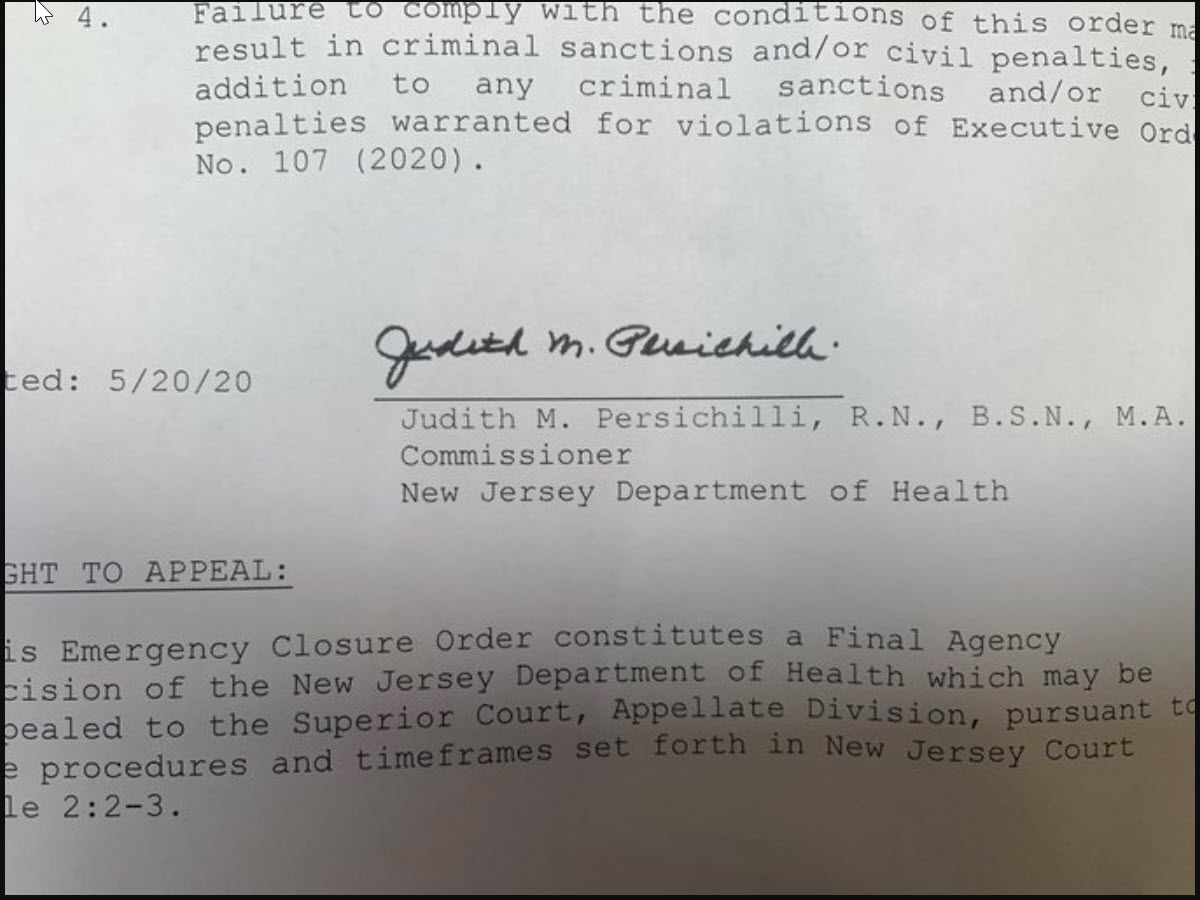 4. Failure to comply with the conditions of this order
result in criminal sanctions and/or civil penalties,
addition to any criminal sanctions and/or
penalties warranted for violations of Executive
No. 107 (2020).
Judith M. Persichilli
ted: 5/20/20
Judith M. Persichilli, R.N., B.S.N., M.A.
Commissioner
New Jersey Department of Health
GHT TO APPEAL:
is Emergency Closure Order constitutes a Final Agency
cision of the New Jersey Department of Health which may be
pealed to the Superior Court, Appellate Division, pursuant to
e procedures and timeframes set forth in New Jersey Court
le 2:2-3.